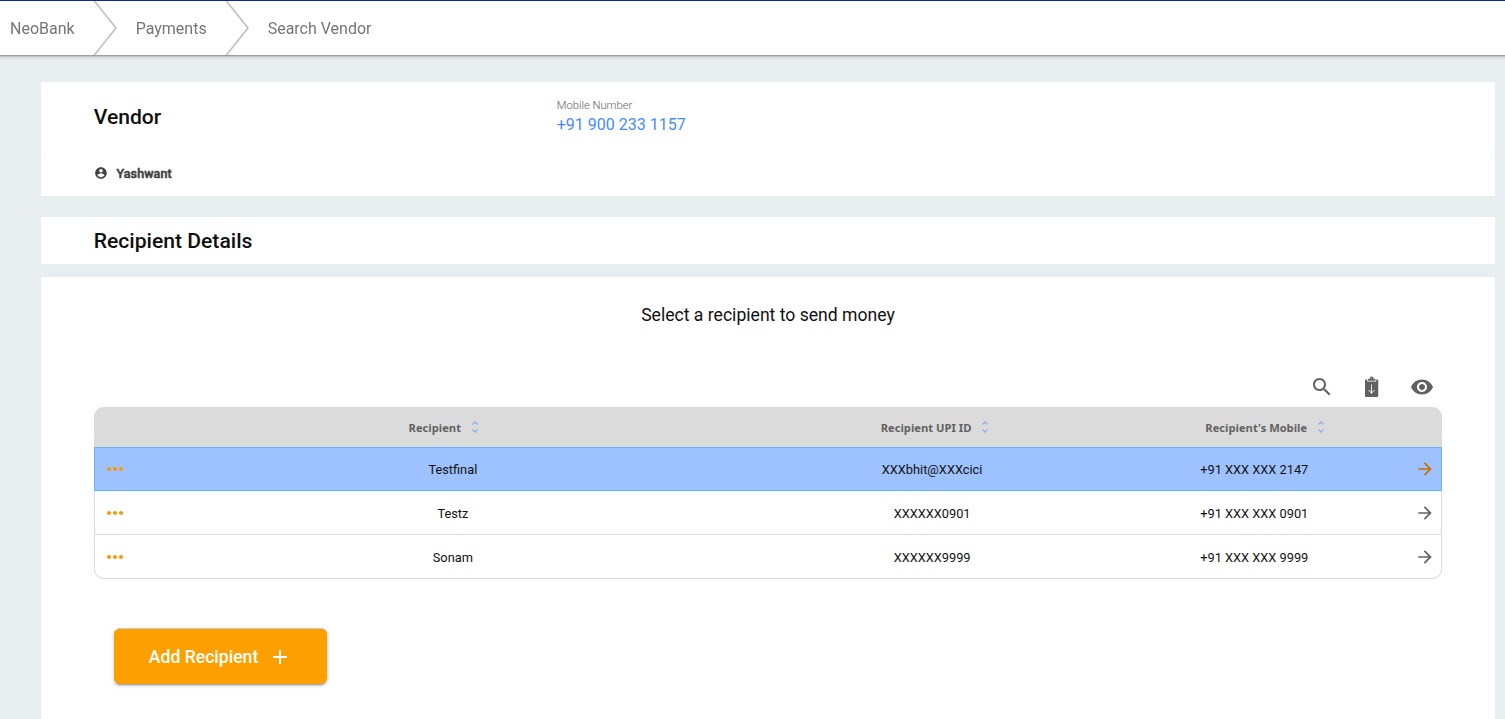 NeoBank Payments Search Vendor
Vendor
Mobile Number
+91 900 233 1157
Yashwant
Recipient Details
Select a recipient to send money
Recipient Recipient UPI ID Recipient's Mobile
Testfinal XXXbhit@XXXcici +91 XXX XXX 2147
Testz XXXXXX0901 +91 XXX XXX 0901
Sonam XXXXXX9999 +91 XXX XXX 9999
Add Recipient +